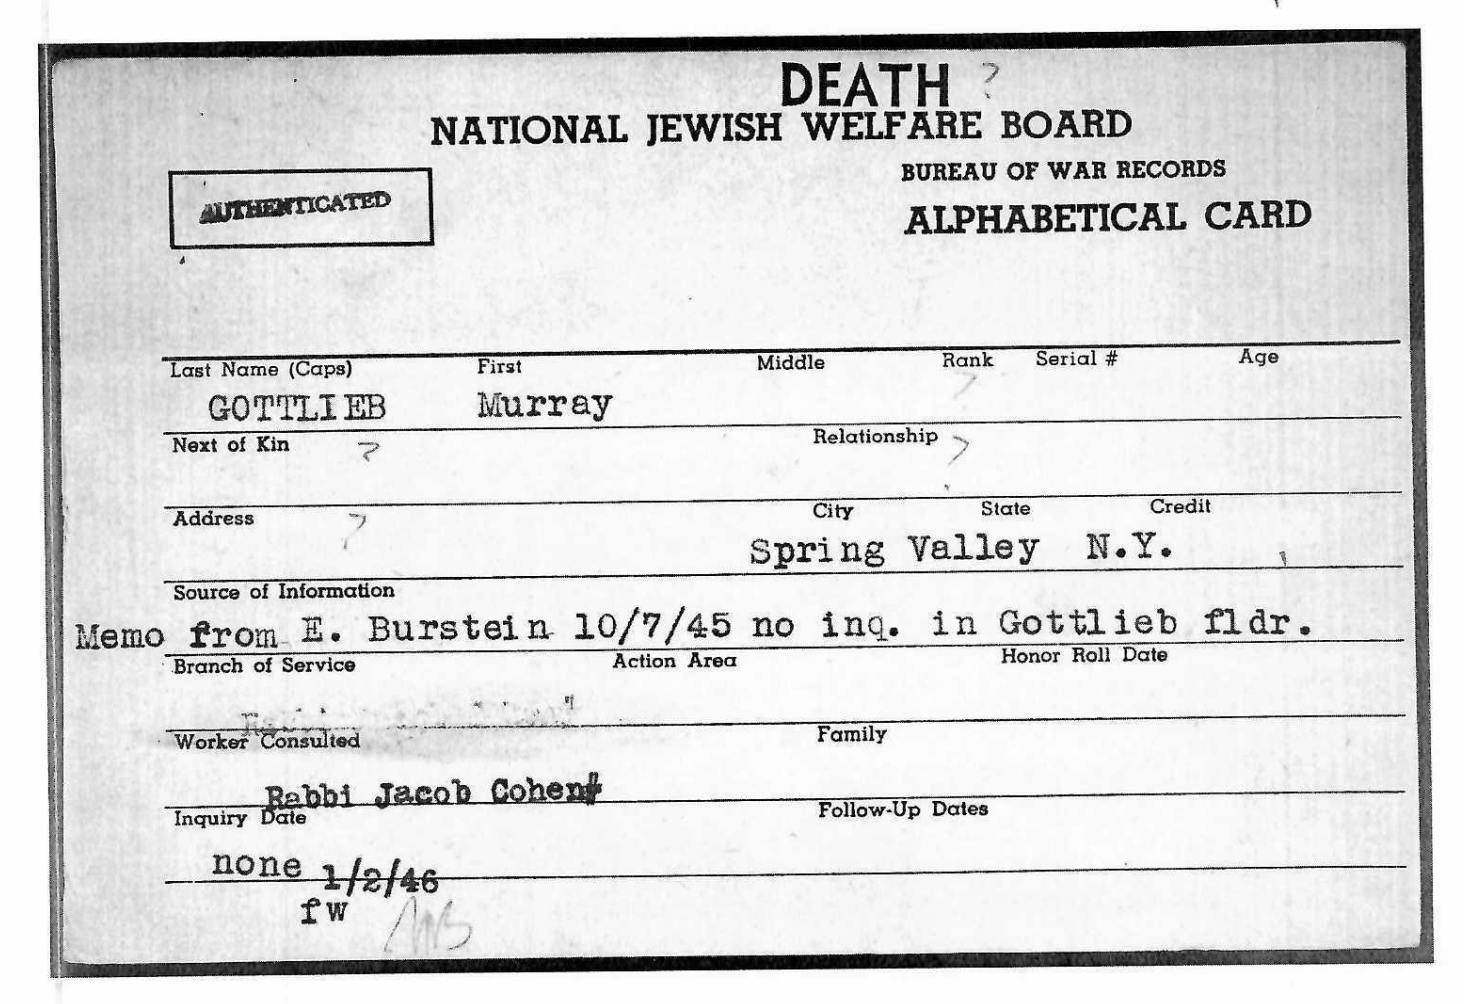 DEATH ?
NATIONAL JEWISH WELFARE BOARD
BUREAU OF WAR RECORDS
AUTHENTICATED
ALPHABETICAL CARD
Last Name (Caps) First Middle Rank Serial # Age
GOTTLIEB Murray ?
Next of Kin ? Relationship ?
Address ? City State Credit
Spring Valley N.Y.
Source of Information
Memo from E. Burstein 10/7/45 no inq. in Gottlieb fldr.
Branch of Service Action Area Honor Roll Date
Worker Consulted Family
Rabbi Jacob Cohen
Inquiry Date Follow-Up Dates
none 1/2/46
fw